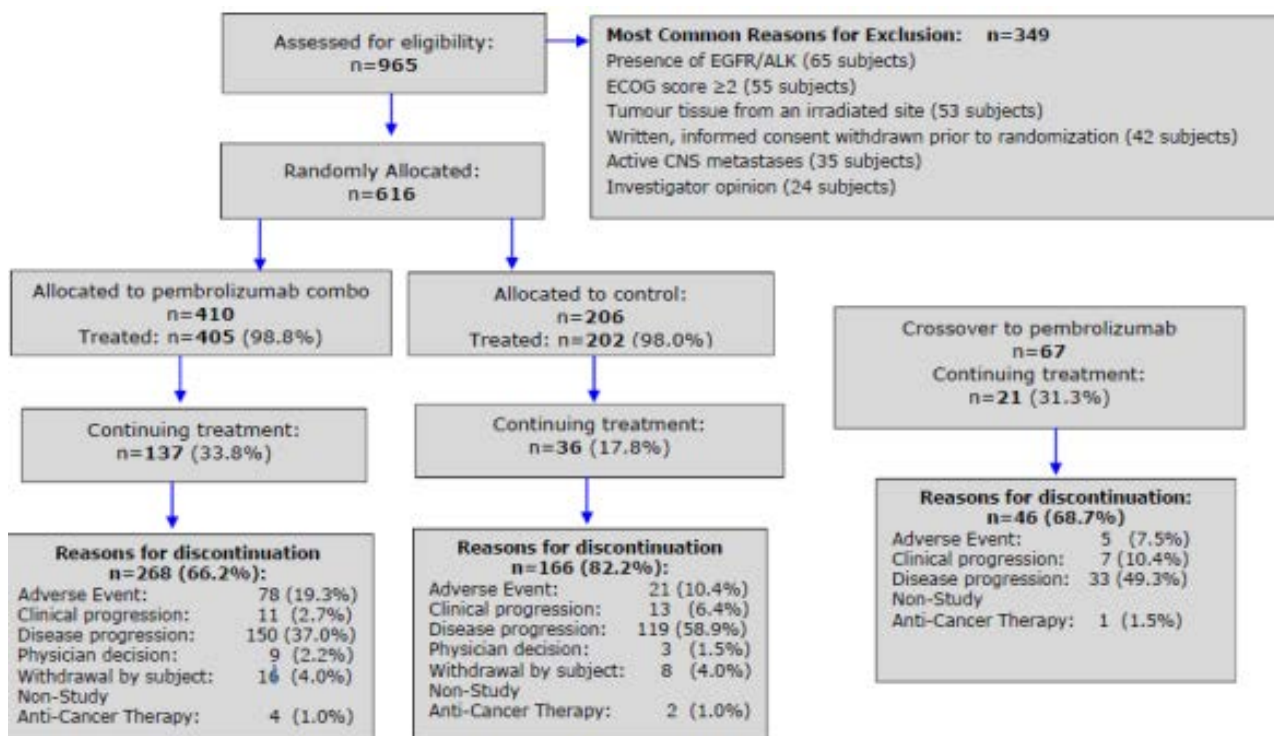 Assessed for eligibility:
n=965
Most Common Reasons for Exclusion: n=349
Presence of EGFR/ALK (65 subjects)
ECOG score ≥2 (55 subjects)
Tumour tissue from an irradiated site (53 subjects)
Written, informed consent withdrawn prior to randomization (42 subjects)
Active CNS metastases (35 subjects)
Investigator opinion (24 subjects)
Randomly Allocated:
n=616
Allocated to pembrolizumab combo
n=410
Treated: n=405 (98.8%)
Allocated to control:
n=206
Treated: n=202 (98.0%)
Crossover to pembrolizumab
n=67
Continuing treatment:
n=21 (31.3%)
Continuing treatment:
n=137 (33.8%)
Continuing treatment:
n=36 (17.8%)
Reasons for discontinuation
n=268 (66.2%):
Adverse Event: 78 (19.3%)
Clinical progression: 11 (2.7%)
Disease progression: 150 (37.0%)
Physician decision: 9 (2.2%)
Withdrawal by subject: 16 (4.0%)
Non-Study
Anti-Cancer Therapy: 4 (1.0%)
Reasons for discontinuation
n=166 (82.2%):
Adverse Event: 21 (10.4%)
Clinical progression: 13 (6.4%)
Disease progression: 119 (58.9%)
Physician decision: 3 (1.5%)
Withdrawal by subject: 8 (4.0%)
Non-Study
Anti-Cancer Therapy: 2 (1.0%)
Reasons for discontinuation:
n=46 (68.7%)
Adverse Event: 5 (7.5%)
Clinical progression: 7 (10.4%)
Disease progression: 33 (49.3%)
Non-Study
Anti-Cancer Therapy: 1 (1.5%)